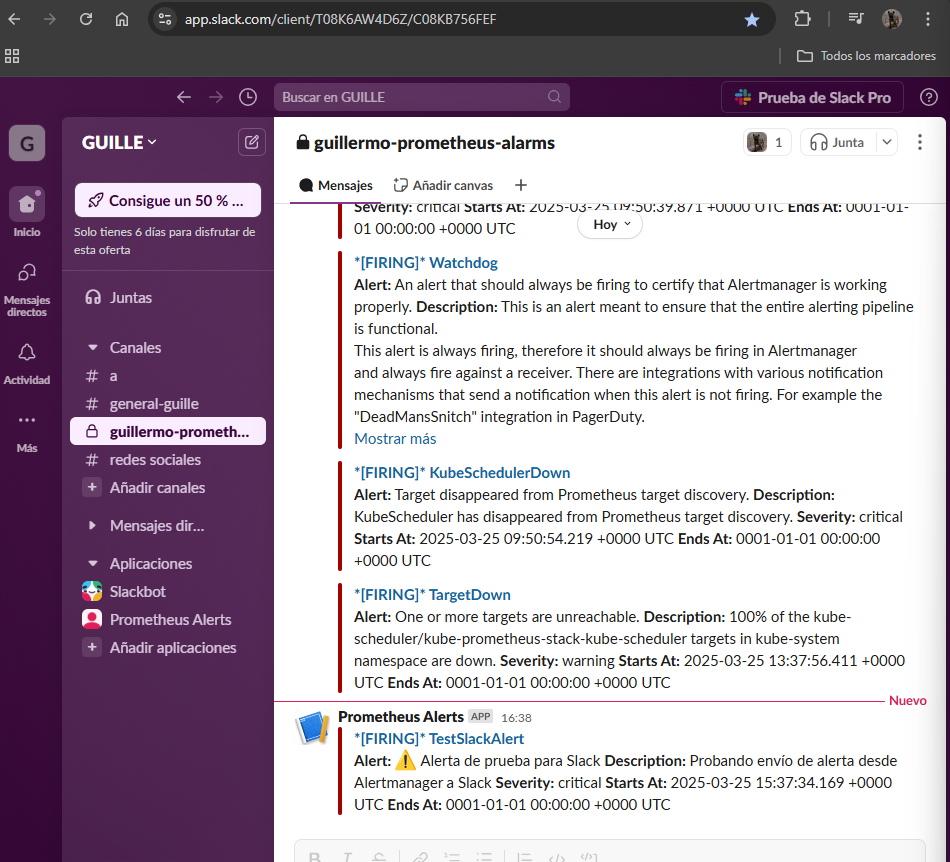 app.slack.com/client/T08K6AW4D6Z/C08KB756FEF
Todos los marcadores
Buscar en GUILLE
Prueba de Slack Pro
G
Inicio
Mensajes
directos
Actividad
Más
GUILLE
Consigue un 50 % ...
Solo tienes 6 días para disfrutar de
esta oferta
Juntas
Canales
# a
# general-guille
guillermo-prometh...
# redes sociales
+ Añadir canales
Mensajes dir...
Aplicaciones
Slackbot
Prometheus Alerts
+ Añadir aplicaciones
guillermo-prometheus-alarms
1
Junta
Mensajes
Añadir canvas
+
Severity: critical Starts At: 2025-03-25 09:50:39.871 +0000 UTC Ends At: 0001-01-
01 00:00:00 +0000 UTC
Hoy
*[FIRING]* Watchdog
Alert: An alert that should always be firing to certify that Alertmanager is working
properly. Description: This is an alert meant to ensure that the entire alerting pipeline
is functional.
This alert is always firing, therefore it should always be firing in Alertmanager
and always fire against a receiver. There are integrations with various notification
mechanisms that send a notification when this alert is not firing. For example the
"DeadMansSnitch" integration in PagerDuty.
Mostrar más
*[FIRING]* KubeSchedulerDown
Alert: Target disappeared from Prometheus target discovery. Description:
KubeScheduler has disappeared from Prometheus target discovery. Severity: critical
Starts At: 2025-03-25 09:50:54.219 +0000 UTC Ends At: 0001-01-01 00:00:00
+0000 UTC
*[FIRING]* TargetDown
Alert: One or more targets are unreachable. Description: 100% of the kube-
scheduler/kube-prometheus-stack-kube-scheduler targets in kube-system
namespace are down. Severity: warning Starts At: 2025-03-25 13:37:56.411 +0000
UTC Ends At: 0001-01-01 00:00:00 +0000 UTC
Nuevo
Prometheus Alerts APP 16:38
*[FIRING]* TestSlackAlert
Alert: ⚠️ Alerta de prueba para Slack Description: Probando envío de alerta desde
Alertmanager a Slack Severity: critical Starts At: 2025-03-25 15:37:34.169 +0000
UTC Ends At: 0001-01-01 00:00:00 +0000 UTC